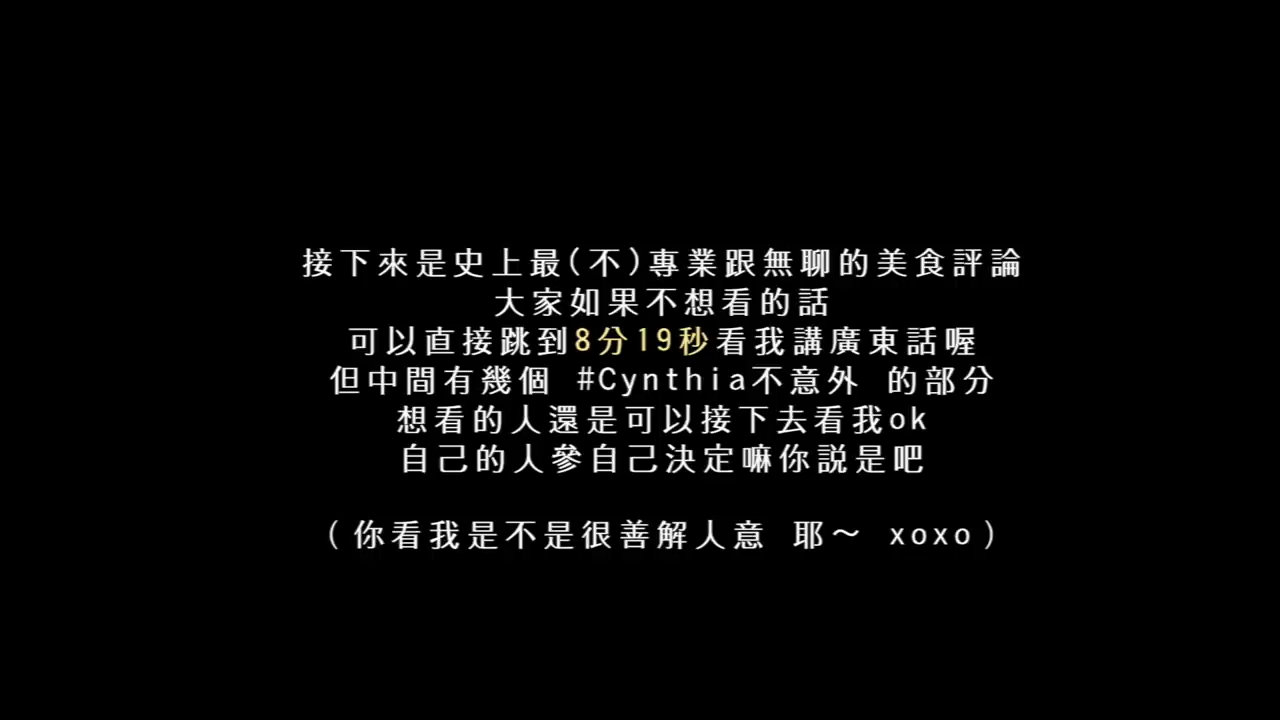 接下來是史上最(不)專業跟無聊的美食評論
大家如果不想看的話
可以直接跳到8分19秒看我講廣東話喔
但中間有幾個 #Cynthia不意外 的部分
想看的人還是可以接下去看我ok
自己的人參自己決定嘛你說是吧
(你看我是不是很善解人意 耶～ xoxo)